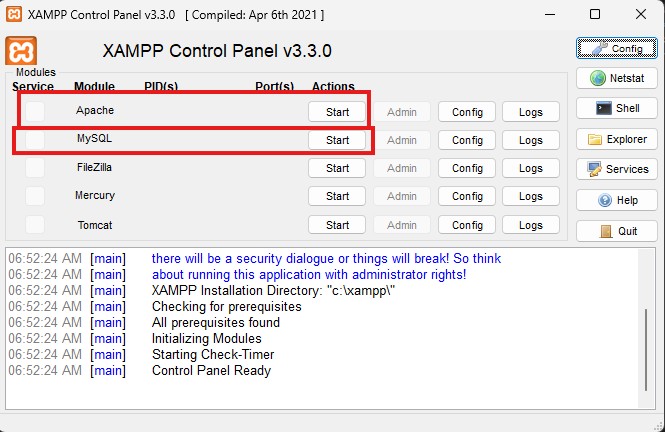 XAMPP Control Panel v3.3.0 [ Compiled: Apr 6th 2021 ]
XAMPP Control Panel v3.3.0
Config
Modules
Service Module PID(s) Port(s) Actions
Netstat
Apache Start Admin Config Logs
Shell
MySQL Start Admin Config Logs
Explorer
FileZilla Start Admin Config Logs
Services
Mercury Start Admin Config Logs
Help
Tomcat Start Admin Config Logs
Quit
06:52:24 AM [main] there will be a security dialogue or things will break! So think
06:52:24 AM [main] about running this application with administrator rights!
06:52:24 AM [main] XAMPP Installation Directory: "c:\xampp\"
06:52:24 AM [main] Checking for prerequisites
06:52:24 AM [main] All prerequisites found
06:52:24 AM [main] Initializing Modules
06:52:24 AM [main] Starting Check-Timer
06:52:24 AM [main] Control Panel Ready